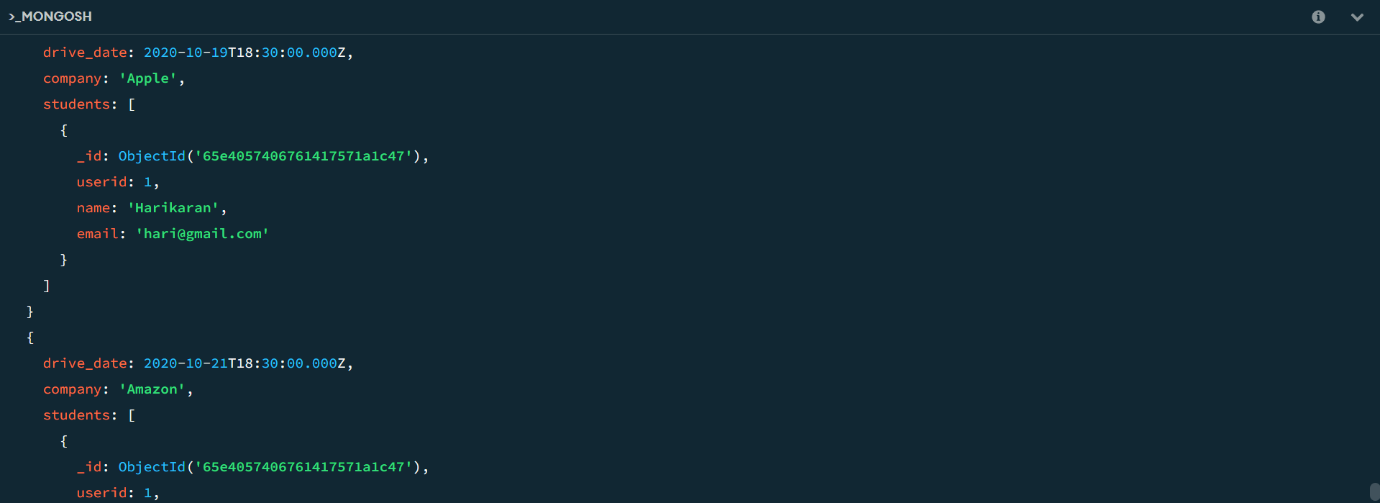 >_MONGOSH
drive_date: 2020-10-19T18:30:00.000Z,
company: 'Apple',
students: [
{
_id: ObjectId('65e4057406761417571a1c47'),
userid: 1,
name: 'Harikaran',
email: 'hari@gmail.com'
}
]
}
{
drive_date: 2020-10-21T18:30:00.000Z,
company: 'Amazon',
students: [
{
_id: ObjectId('65e4057406761417571a1c47'),
userid: 1,